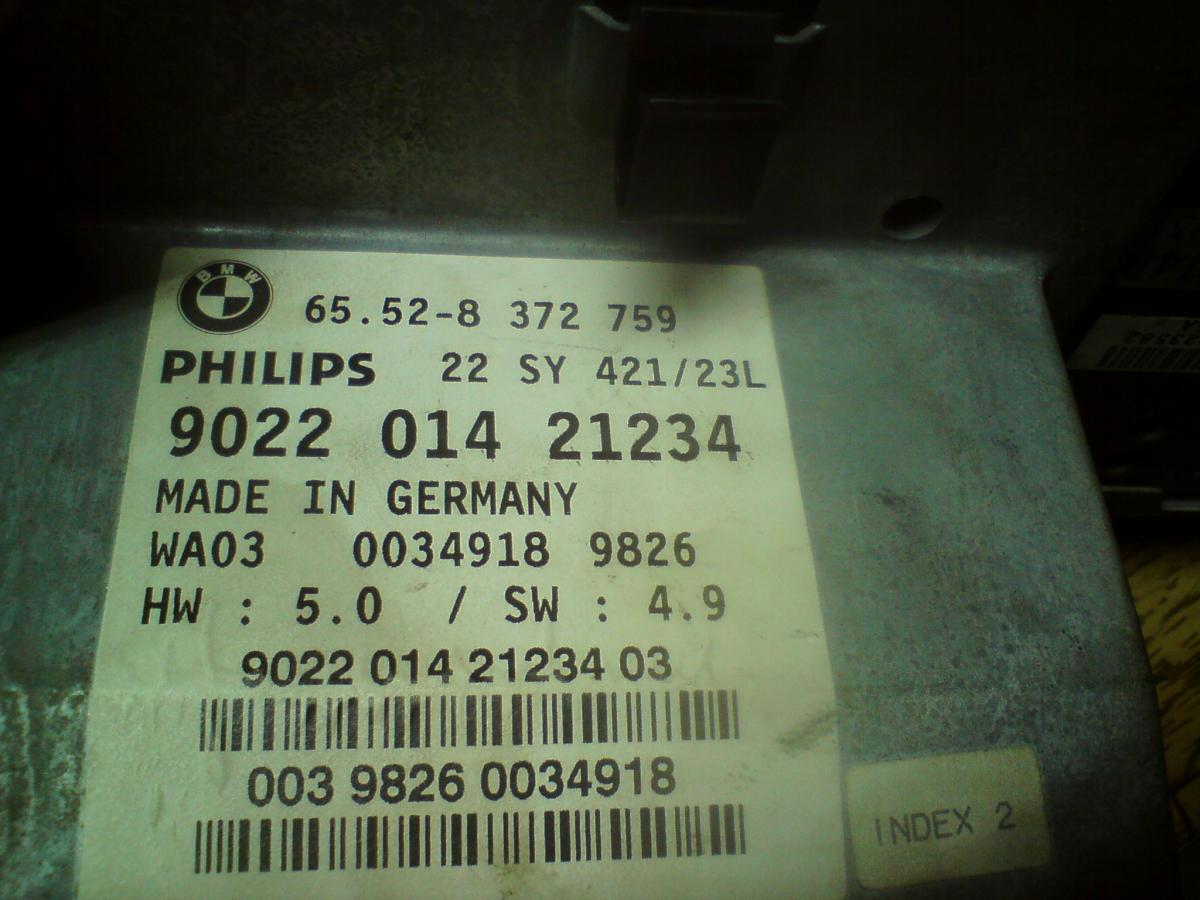 BMW
65.52-8 372 759
PHILIPS 22 SY 421/23L
9022 014 21234
MADE IN GERMANY
WA03 0034918 9826
HW : 5.0 / SW : 4.9
9022 014 21234 03
003 9826 0034918
INDEX 2